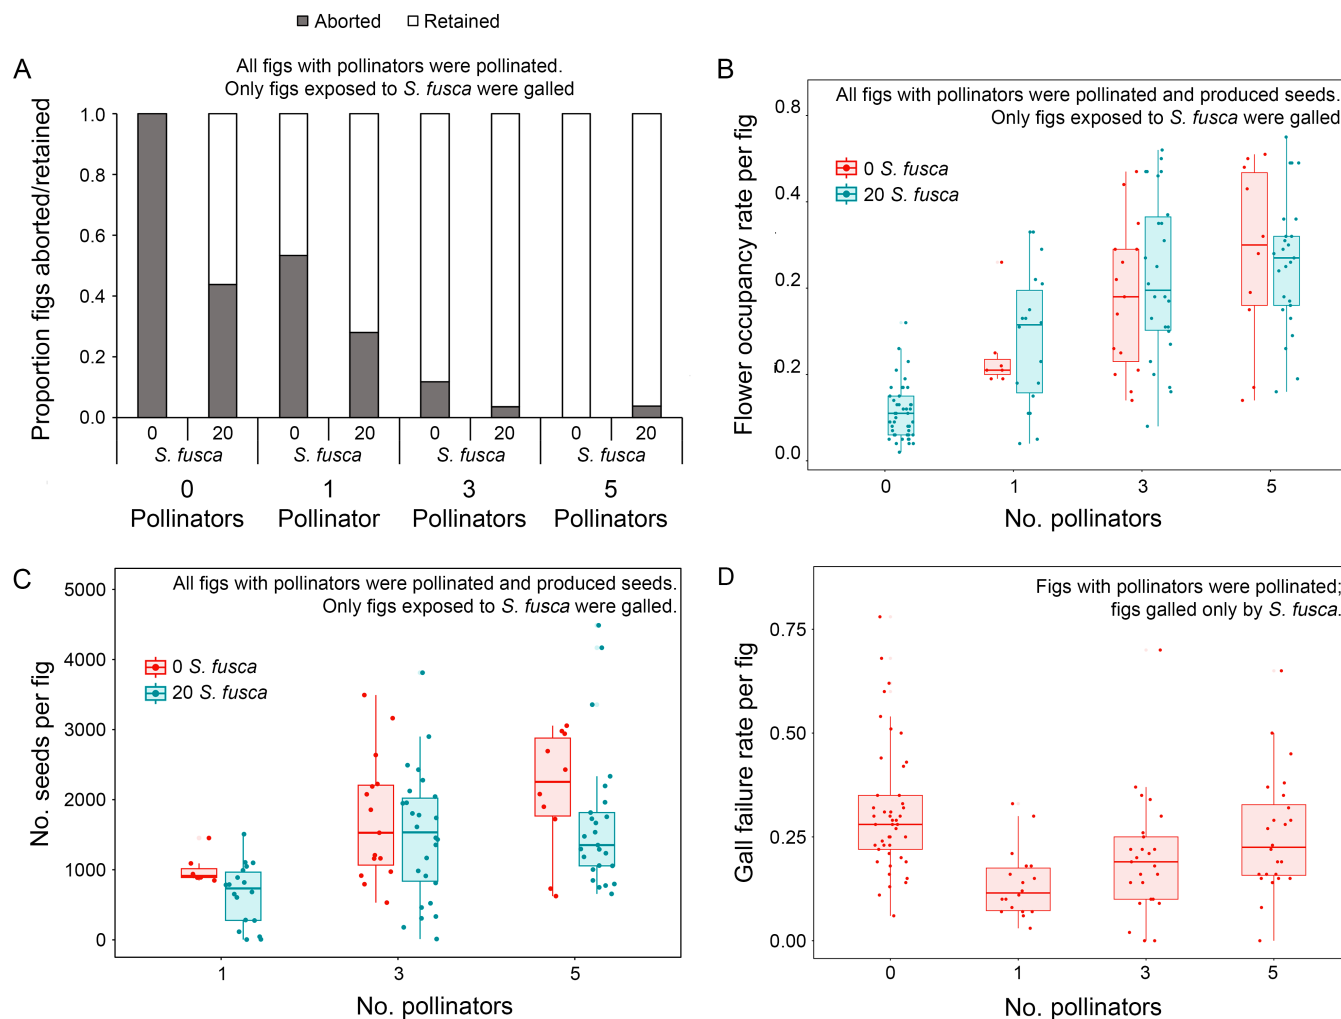 Aborted Retained
A
All figs with pollinators were pollinated.
Only figs exposed to S. fusca were galled
Proportion figs aborted/retained
1.0
0.8
0.6
0.4
0.2
0.0
0 20 0 20 0 20 0 20
S. fusca S. fusca S. fusca S. fusca
0 1 3 5
Pollinators Pollinator Pollinators Pollinators
B
All figs with pollinators were pollinated and produced seeds.
Only figs exposed to S. fusca were galled
Flower occupancy rate per fig
0.8
0.4
0.2
0.2
0.0
0 S. fusca
20 S. fusca
0 1 3 5
No. pollinators
C
All figs with pollinators were pollinated and produced seeds.
Only figs exposed to S. fusca were galled.
No. seeds per fig
5000
4000
3000
2000
1000
0
0 S. fusca
20 S. fusca
1 3 5
No. pollinators
D
Figs with pollinators were pollinated;
figs galled only by S. fusca.
Gall failure rate per fig
0.75
0.50
0.25
0.00
0 1 3 5
No. pollinators